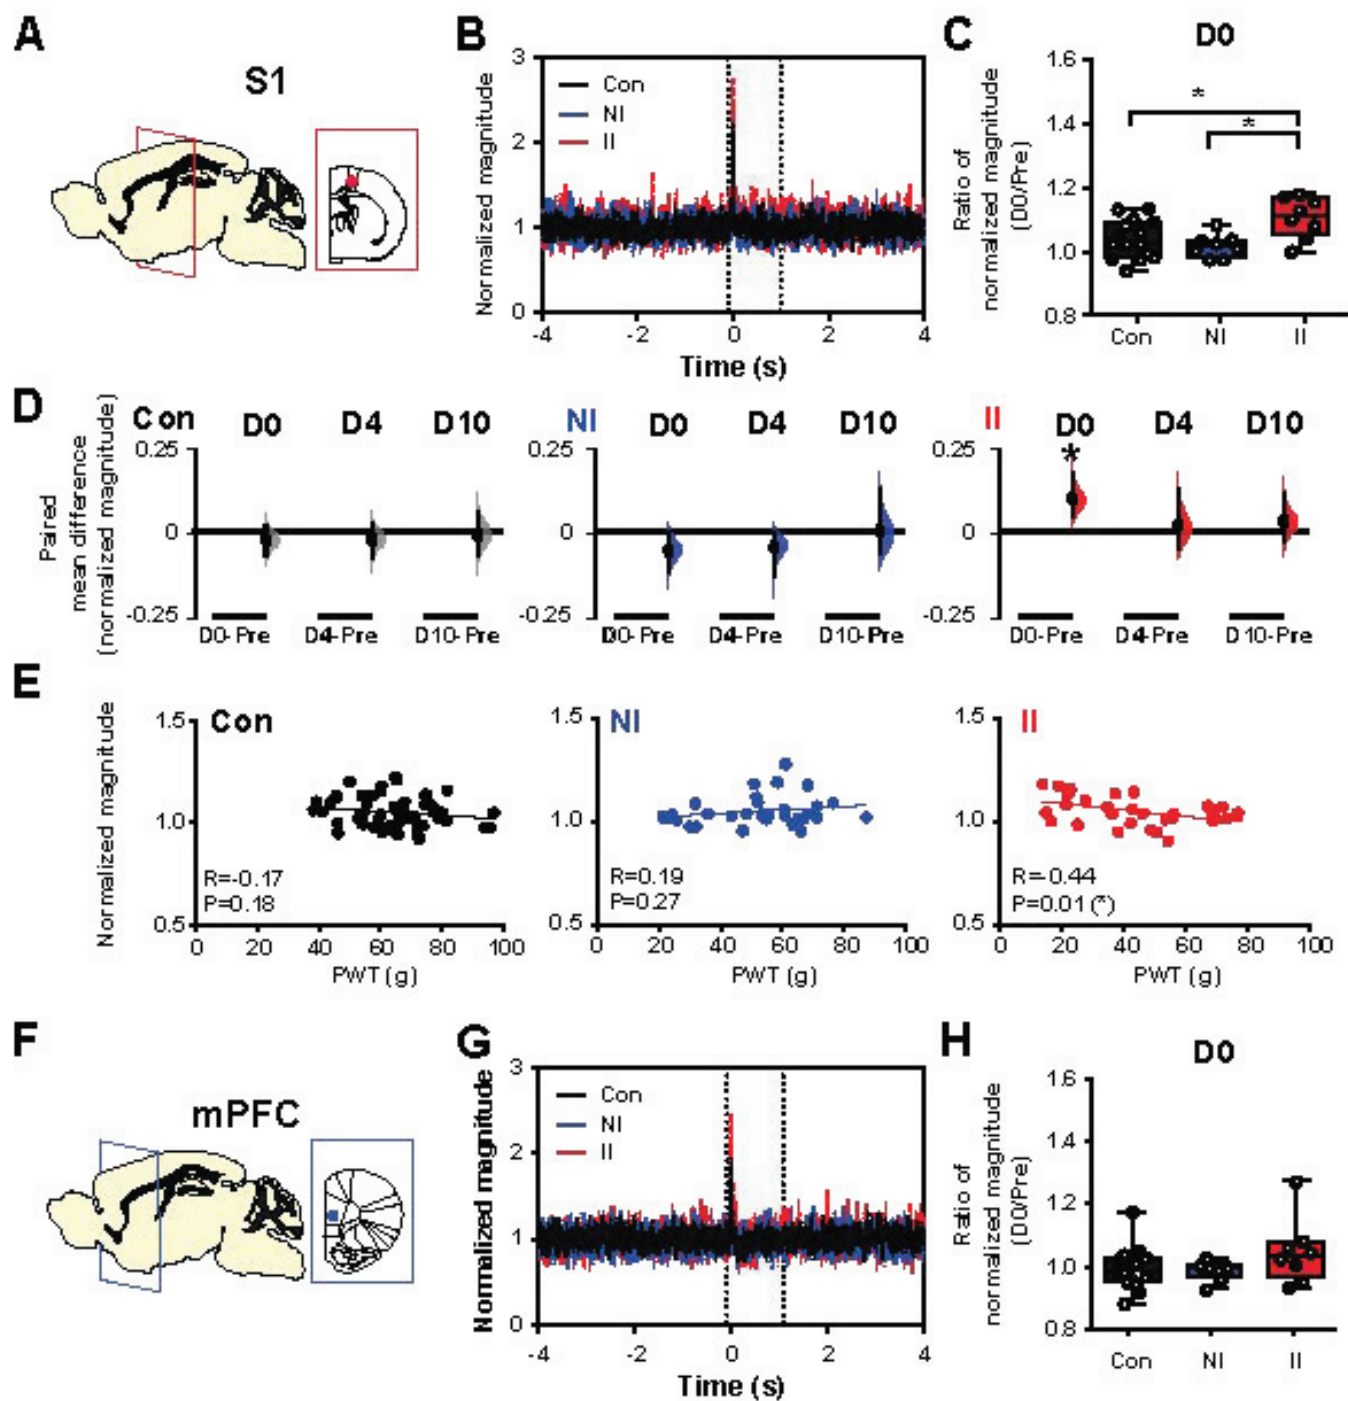 A
S1
B
Normalized magnitude
3
2
1
0
Con
NI
II
-4
-2
0
2
4
Time (s)
C
D0
Ratio of
normalized magnitude
(D0/Pre)
1.6
1.4
1.2
1.0
0.8
*
*
Con
NI
II
D
Paired
mean difference
(normalized magnitude)
Con
D0
D4
D10
0.25
0
-0.25
D0-Pre
D4-Pre
D10-Pre
NI
D0
D4
D10
0.25
0
-0.25
D0-Pre
D4-Pre
D10-Pre
II
D0
D4
D10
*
0.25
0
-0.25
D0-Pre
D4-Pre
D10-Pre
E
Normalized magnitude
Con
1.5
1.0
0.5
R=-0.17
P=0.18
0
20
40
60
80
100
PWT (g)
NI
1.5
1.0
0.5
R=0.19
P=0.27
0
20
40
60
80
100
PWT (g)
II
1.5
1.0
0.5
R=-0.44
P=0.01 (*)
0
20
40
60
80
100
PWT (g)
F
mPFC
G
Normalized magnitude
3
2
1
0
Con
NI
II
-4
-2
0
2
4
Time (s)
H
D0
Ratio of
normalized magnitude
(D0/Pre)
1.6
1.4
1.2
1.0
0.8
Con
NI
II